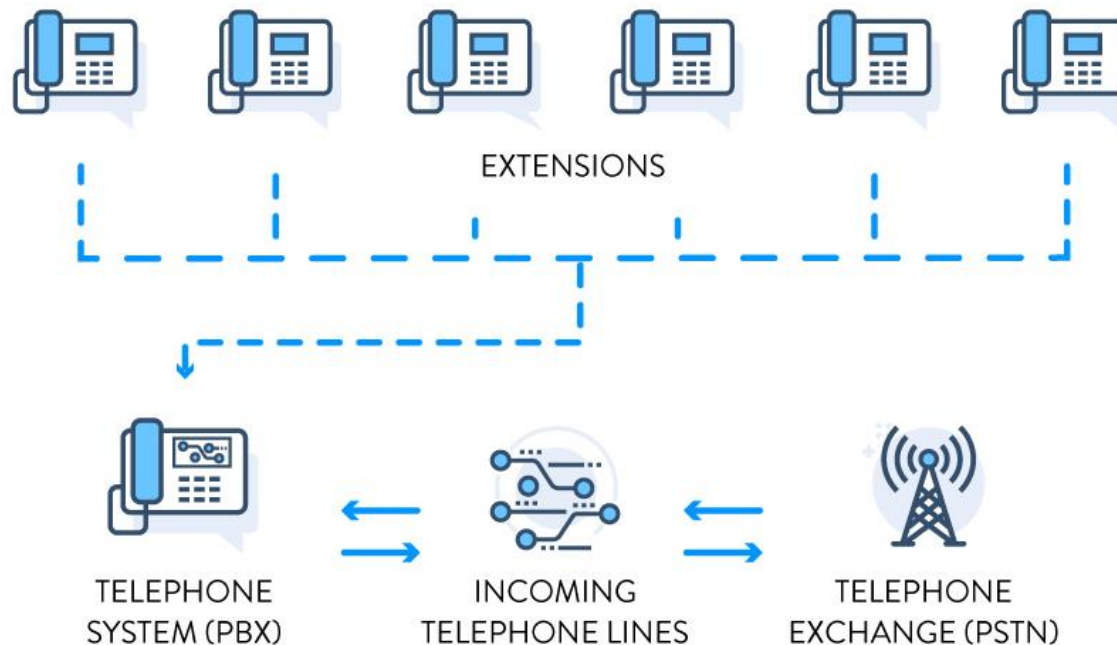 EXTENSIONS
TELEPHONE
SYSTEM (PBX)
INCOMING
TELEPHONE LINES
TELEPHONE
EXCHANGE (PSTN)